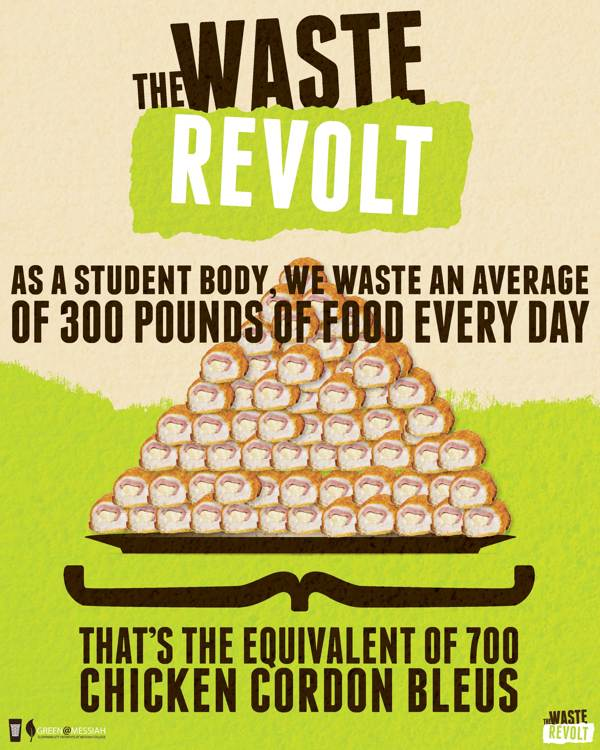 THE WASTE
REVOLT
AS A STUDENT BODY, WE WASTE AN AVERAGE
OF 300 POUNDS OF FOOD EVERY DAY
THAT'S THE EQUIVALENT OF 700
CHICKEN CORDON BLEUS
GREEN@MESSIAH
THE WASTE
REVOLT